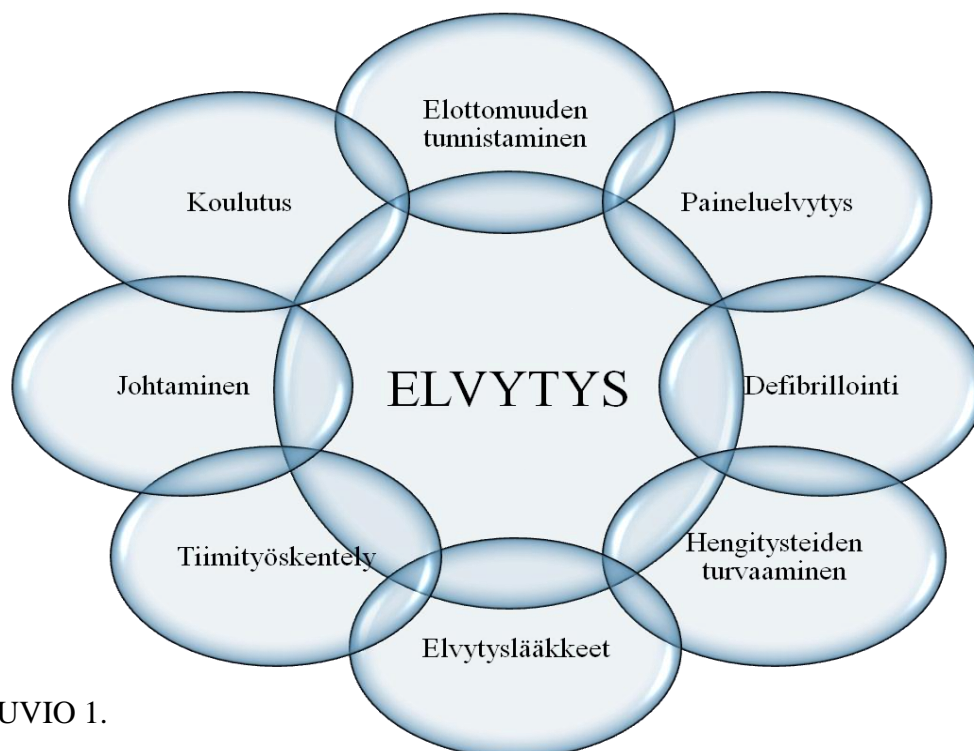 Elottomuuden
tunnistaminen
Koulutus
Paineluelvytys
Johtaminen
ELVYTYS
Defibrillointi
Tiimityöskentely
Hengitysteiden
turvaaminen
Elvytyslääkkeet
UVIO 1.